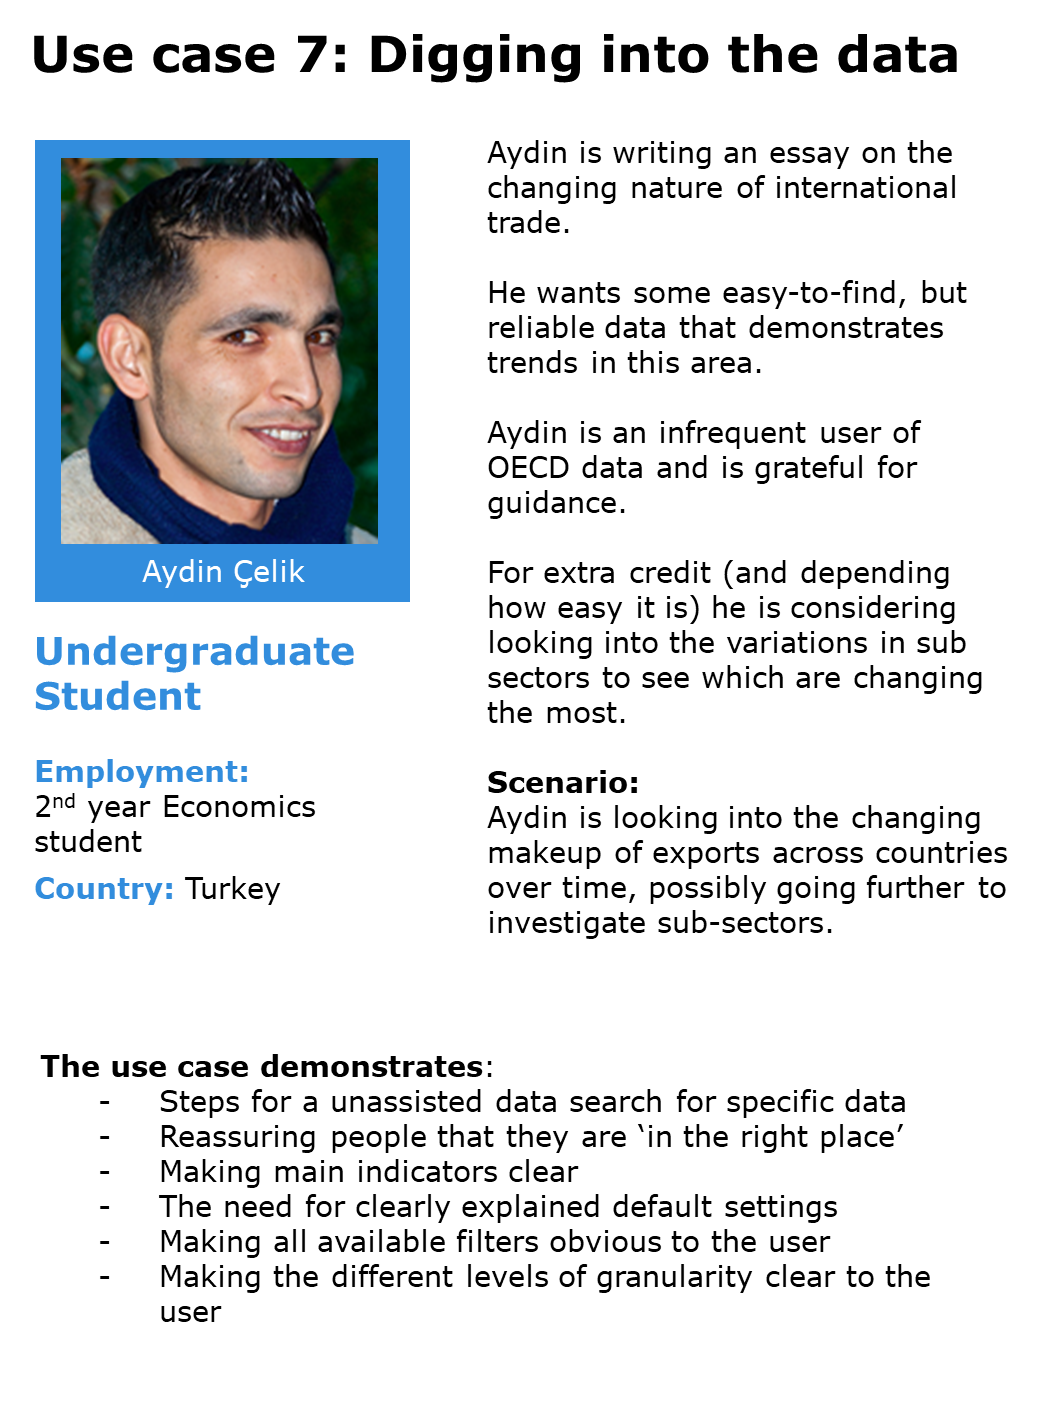 Use case 7: Digging into the data
Aydin Çelik
Undergraduate
Student
Employment:
2nd year Economics
student
Country: Turkey
Aydin is writing an essay on the
changing nature of international
trade.
He wants some easy-to-find, but
reliable data that demonstrates
trends in this area.
Aydin is an infrequent user of
OECD data and is grateful for
guidance.
For extra credit (and depending
how easy it is) he is considering
looking into the variations in sub
sectors to see which are changing
the most.
Scenario:
Aydin is looking into the changing
makeup of exports across countries
over time, possibly going further to
investigate sub-sectors.
The use case demonstrates:
- Steps for a unassisted data search for specific data
- Reassuring people that they are ‘in the right place’
- Making main indicators clear
- The need for clearly explained default settings
- Making all available filters obvious to the user
- Making the different levels of granularity clear to the
user